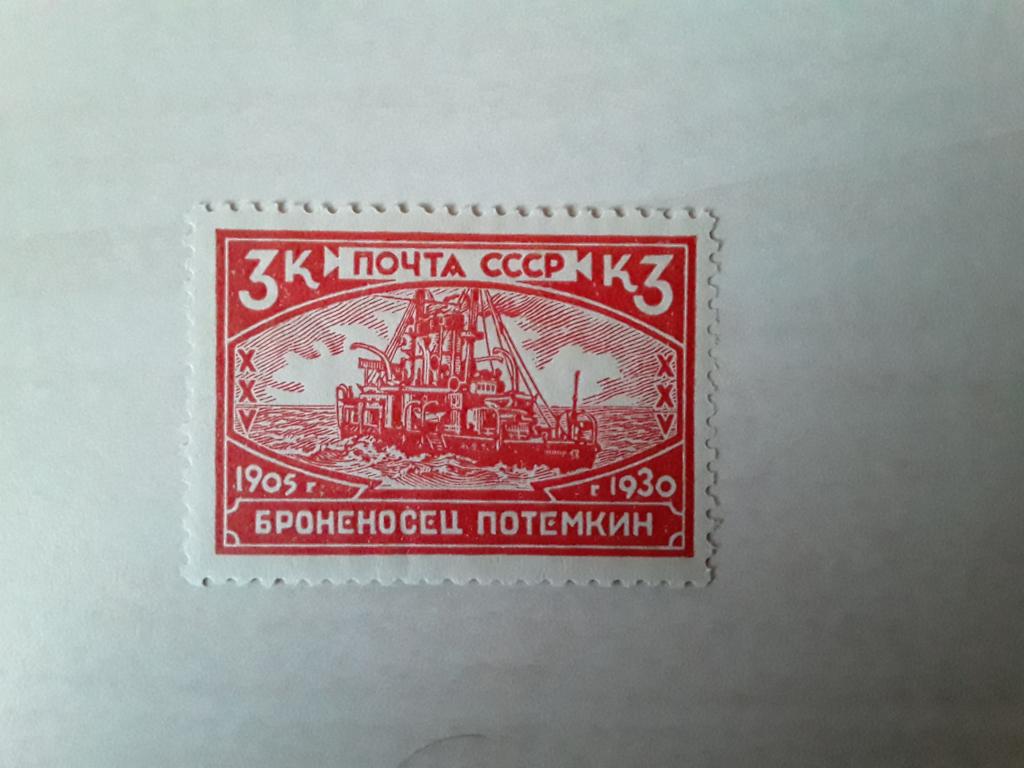 3К ПОЧТА СССР К3
XXV XXV
1905 г. г. 1930
БРОНЕНОСЕЦ ПОТЕМКИН